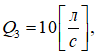 Q₃ = 10 [л/с],